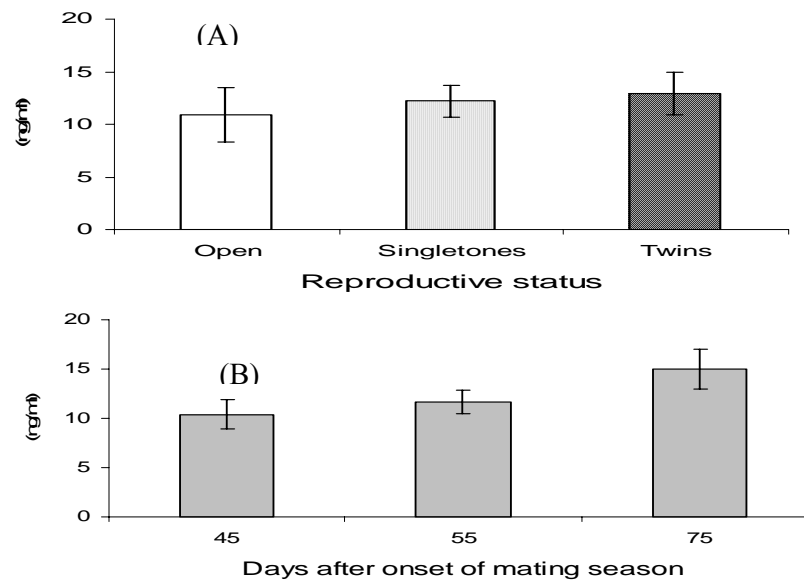 20
(A)
15
(ng/ml)
10
5
0
Open Singletones Twins
Reproductive status
20
15
(B)
(ng/ml)
10
5
0
45 55 75
Days after onset of mating season